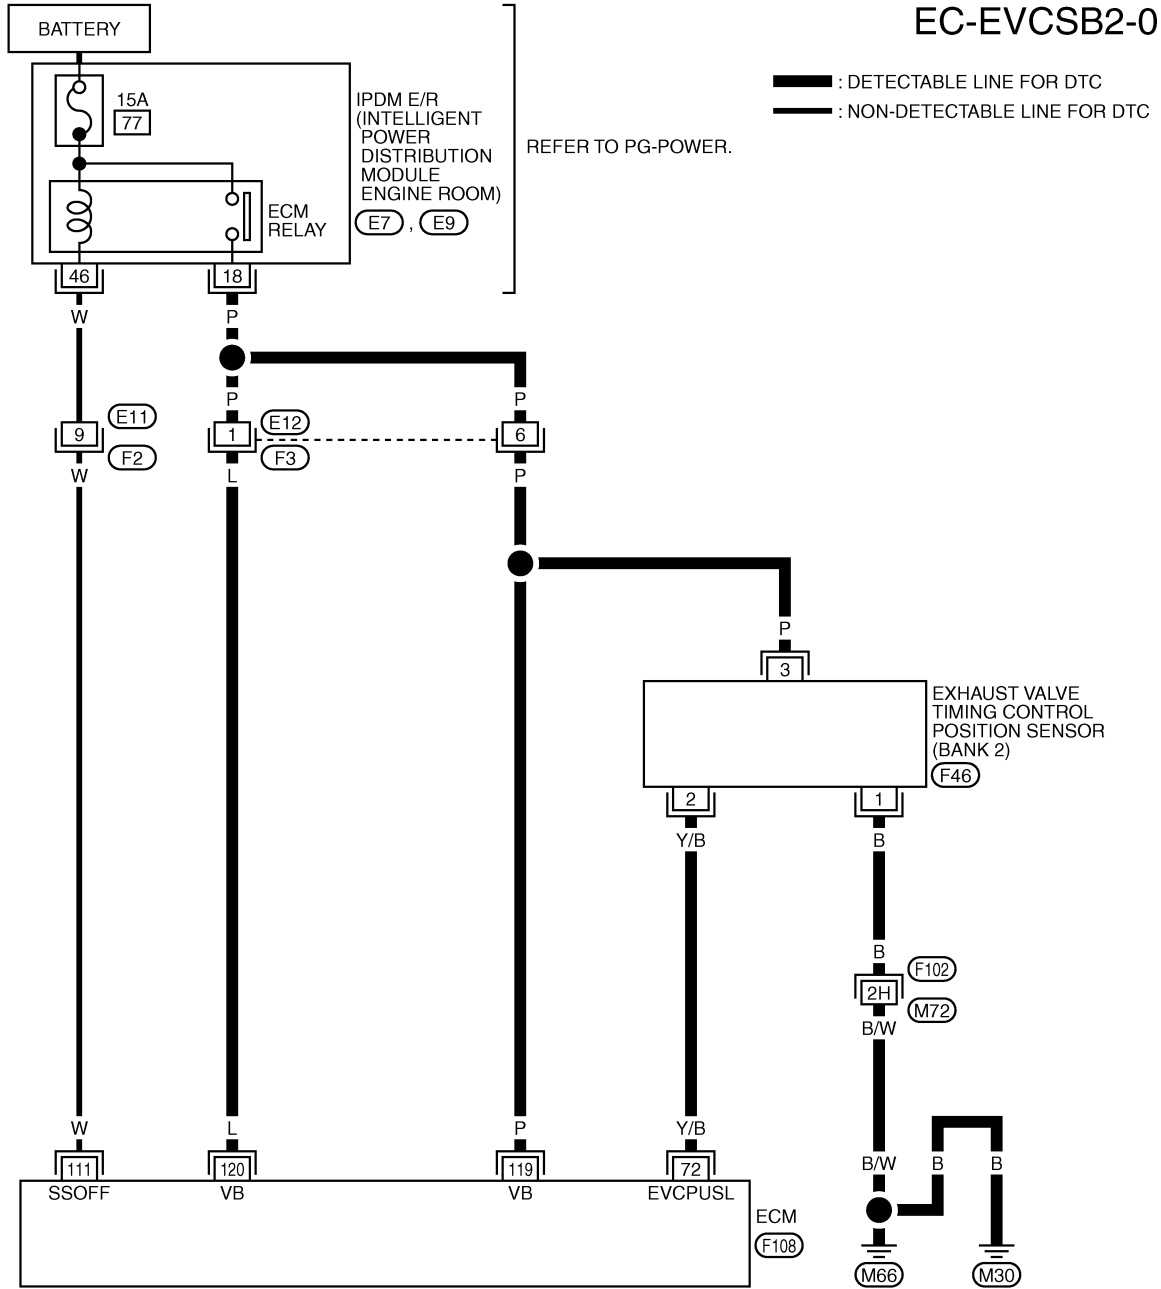 EC-EVCSB2-0
BATTERY
: DETECTABLE LINE FOR DTC
: NON-DETECTABLE LINE FOR DTC
15A
77
IPDM E/R
(INTELLIGENT
POWER
DISTRIBUTION
MODULE
ENGINE ROOM)
E7 , E9
REFER TO PG-POWER.
ECM
RELAY
46 18
W P
P P
E11 E12
9 1 6
F2 F3
W L P
P
3
EXHAUST VALVE
TIMING CONTROL
POSITION SENSOR
(BANK 2)
F46
2 1
Y/B B
B
F102
2H
M72
B/W
W L P Y/B
B/W B B
111 120 119 72
SSOFF VB VB EVCPUSL
ECM
F108
M66 M30